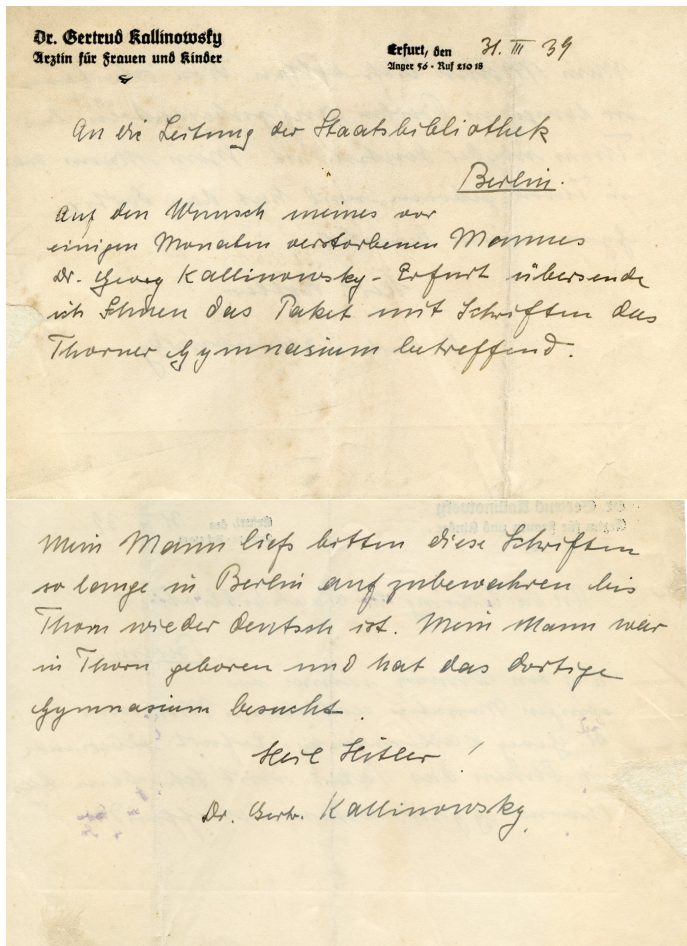 Dr. Gertrud Kallinowsky
Ärztin für Frauen und Kinder
Erfurt, den 31. III 39
Anger 56 · Ruf 210 18
An die Leitung der Staatsbibliothek
Berlin.
Auf den Wunsch meines vor
einigen Monaten verstorbenen Mannes
Dr. Georg Kallinowsky - Erfurt übersende
ich Ihnen das Paket mit Schriften das
Thorner Gymnasium betreffend.
Mein Mann ließ bitten diese Schriften
so lange in Berlin aufzubewahren bis
Thorn wieder deutsch ist. Mein Mann war
in Thorn geboren und hat das dortige
Gymnasium besucht.
Heil Hitler!
Dr. Gertr. Kallinowsky.